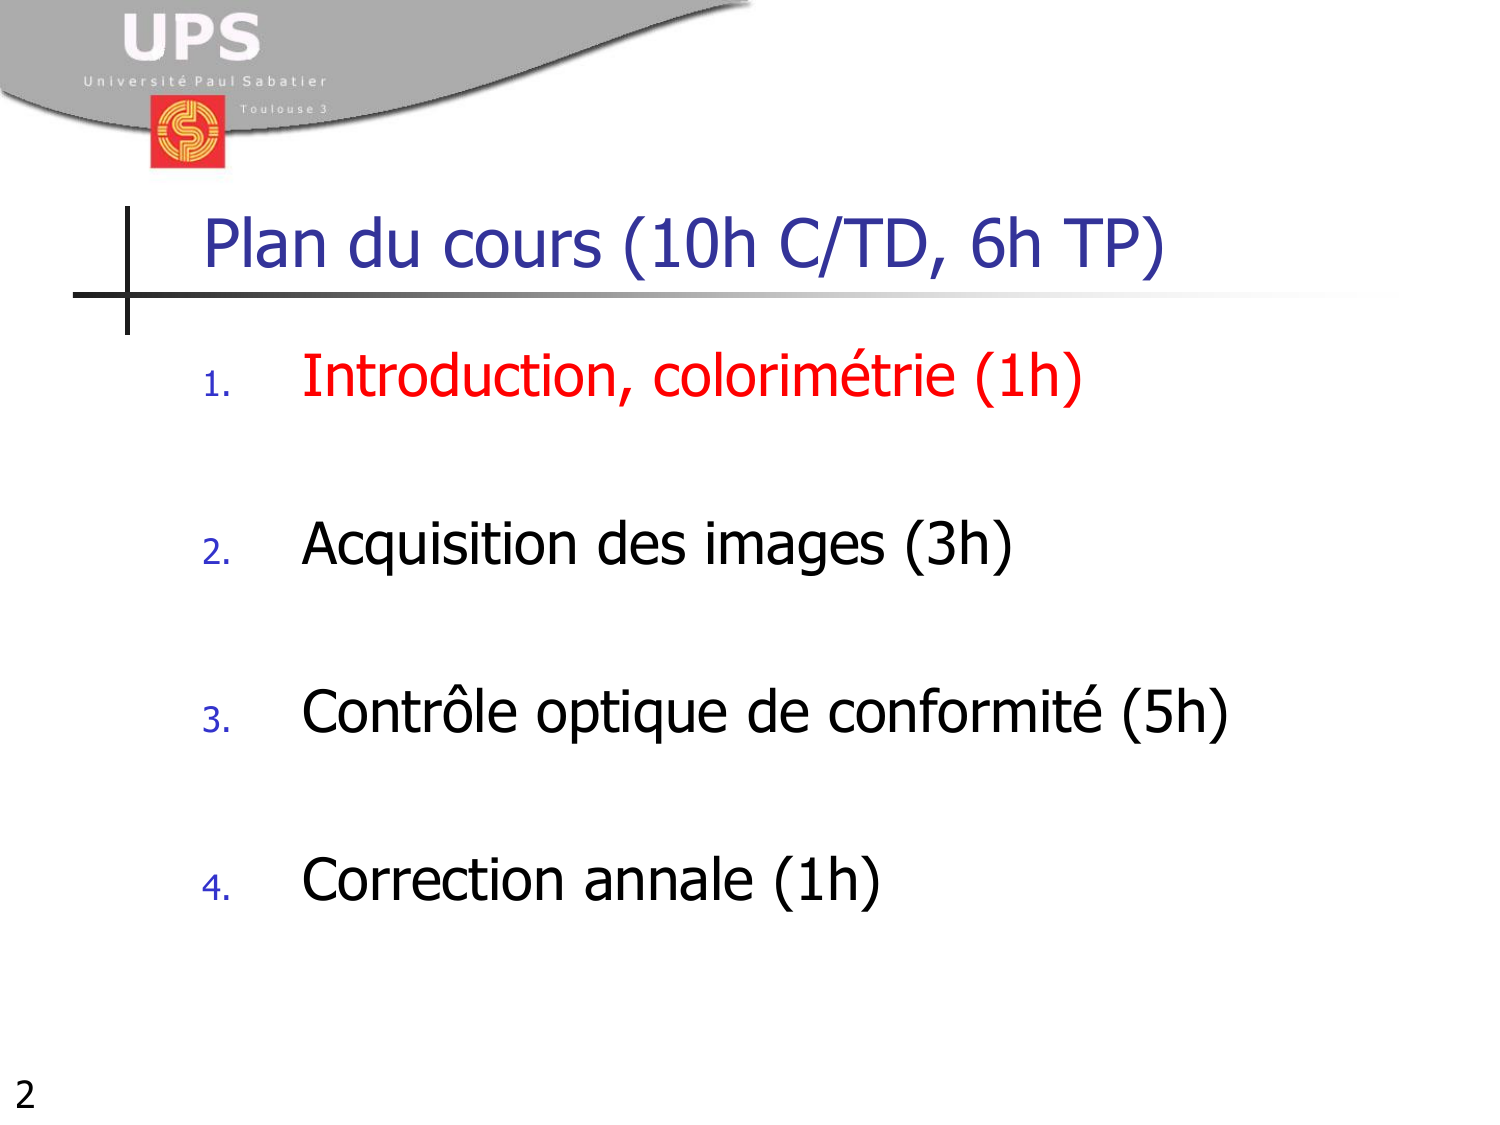 UPS
Université Paul Sabatier
Toulouse 3
Plan du cours (10h C/TD, 6h TP)
1. Introduction, colorimétrie (1h)
2. Acquisition des images (3h)
3. Contrôle optique de conformité (5h)
4. Correction annale (1h)
2